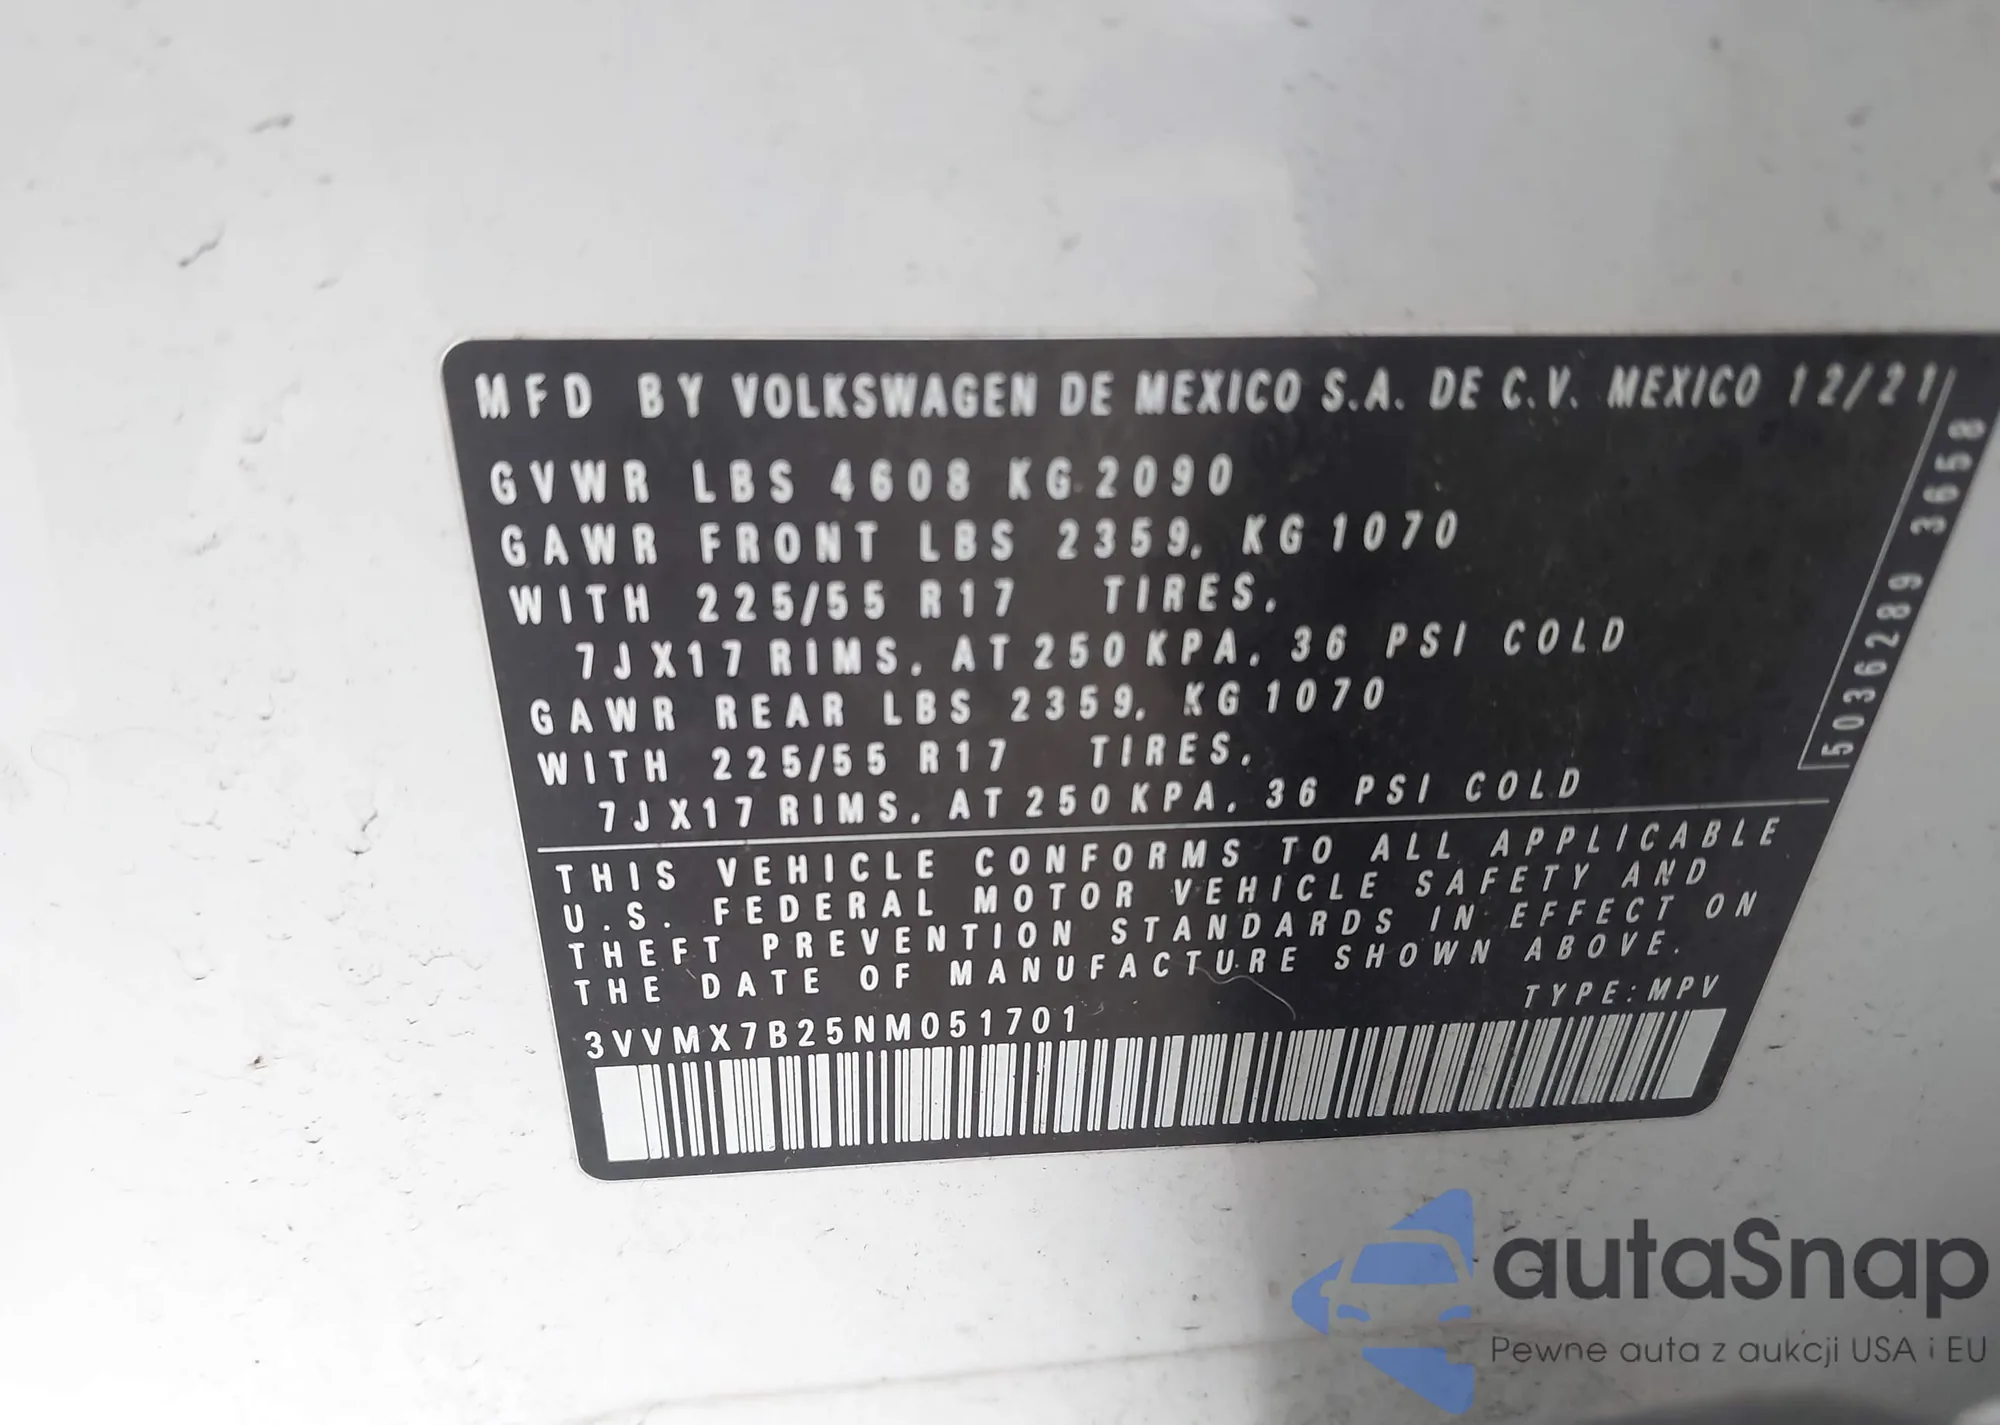 MFD BY VOLKSWAGEN DE MEXICO S.A. DE C.V. MEXICO 12/21
GVWR LBS 4608 KG 2090
GAWR FRONT LBS 2359, KG 1070
WITH 225/55 R17 TIRES,
7JX17 RIMS, AT 250 KPA, 36 PSI COLD
GAWR REAR LBS 2359, KG 1070
WITH 225/55 R17 TIRES,
7JX17 RIMS, AT 250 KPA, 36 PSI COLD
5036289 3658
THIS VEHICLE CONFORMS TO ALL APPLICABLE
U.S. FEDERAL MOTOR VEHICLE SAFETY AND
THEFT PREVENTION STANDARDS IN EFFECT ON
THE DATE OF MANUFACTURE SHOWN ABOVE.
3VVMX7B25NM051701 TYPE: MPV
autaSnap
Pewne auta z aukcji USA i EU